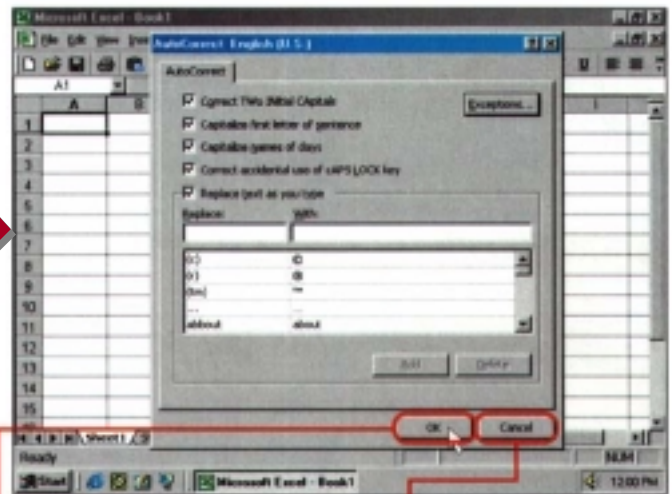 Microsoft Excel - Book1
File Edit View
AutoCorrect: English (U.S.)
AutoCorrect
Correct TWo INitial CApitals
Exceptions...
Capitalize first letter of sentence
Capitalize names of days
Correct accidental use of cAPS LOCK key
Replace text as you type
Replace: With:
(c) ©
(r) ®
(tm) ™
... …
abbout about
Add Delete
OK Cancel
A1
U
A B I
1
2
3
4
5
6
7
8
9
10
11
12
13
14
15
Sheet1
Ready NUM
Start Microsoft Excel - Book1 12:00 PM